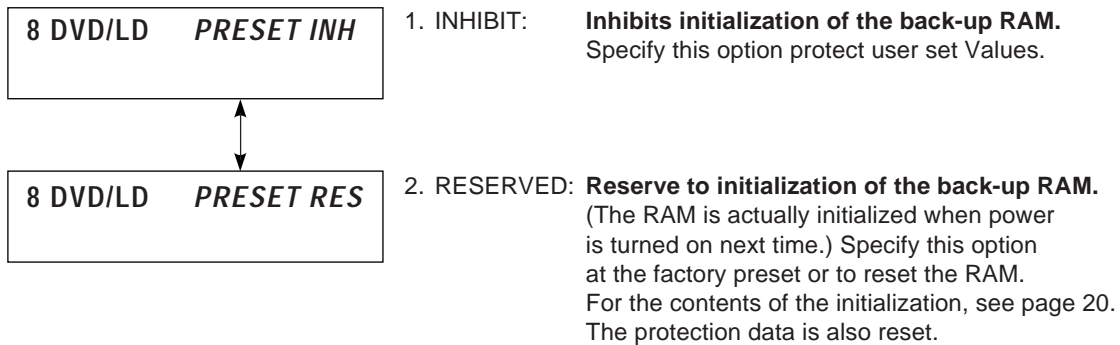 8 DVD/LD PRESET INH
1. INHIBIT: Inhibits initialization of the back-up RAM.
Specify this option protect user set Values.
8 DVD/LD PRESET RES
2. RESERVED: Reserve to initialization of the back-up RAM.
(The RAM is actually initialized when power
is turned on next time.) Specify this option
at the factory preset or to reset the RAM.
For the contents of the initialization, see page 20.
The protection data is also reset.